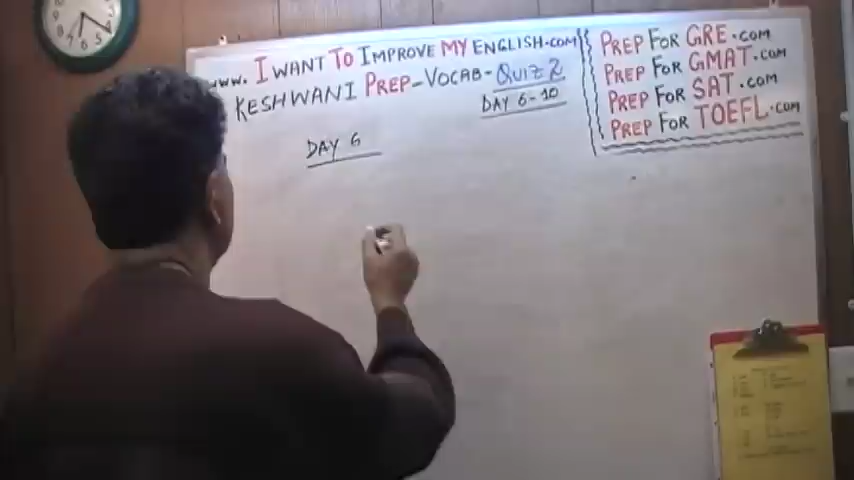 www. I WANT TO IMPROVE MY ENGLISH.COM
KESHWANI PREP-VOCAB-QUIZ 2
DAY 6-10
DAY 6
PREP FOR GRE.COM
PREP FOR GMAT.COM
PREP FOR SAT.COM
PREP FOR TOEFL.COM